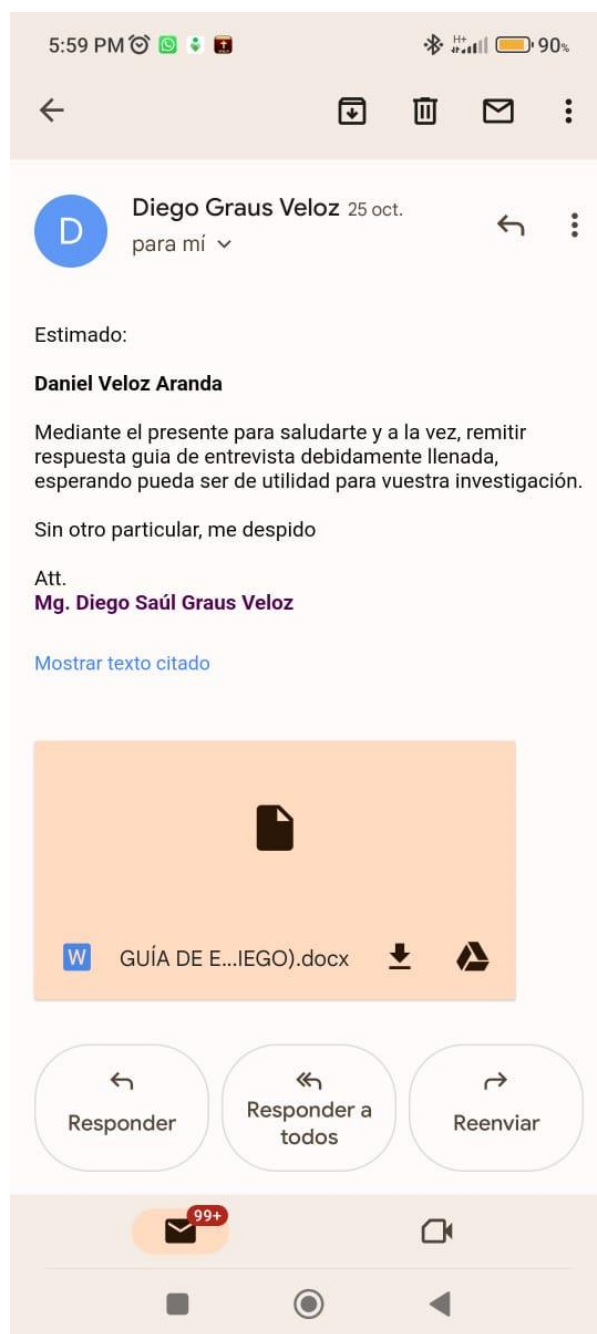 5:59 PM
H+
90%
Diego Graus Veloz 25 oct.
D
para mí
Estimado:
Daniel Veloz Aranda
Mediante el presente para saludarte y a la vez, remitir
respuesta guia de entrevista debidamente llenada,
esperando pueda ser de utilidad para vuestra investigación.
Sin otro particular, me despido
Att.
Mg. Diego Saúl Graus Veloz
Mostrar texto citado
W GUÍA DE E...IEGO).docx
Responder
Responder a
todos
Reenviar
99+